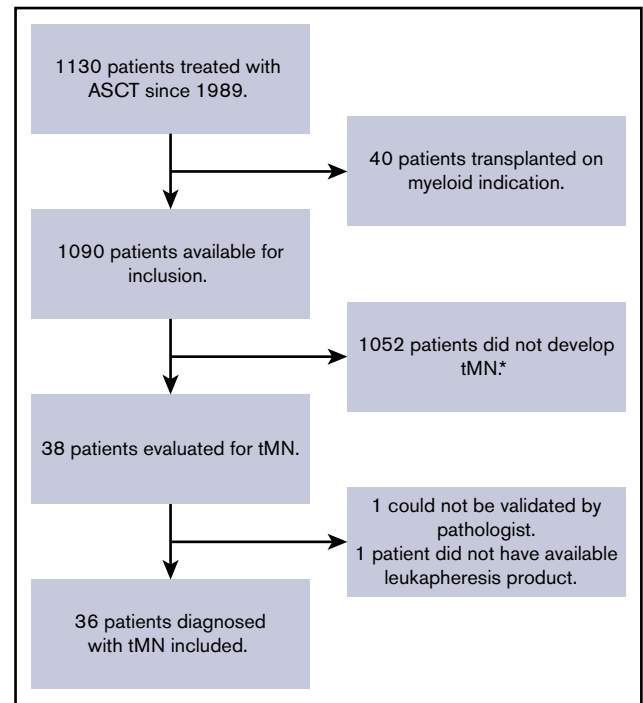 1130 patients treated with
ASCT since 1989.
40 patients transplanted on
myeloid indication.
1090 patients available for
inclusion.
1052 patients did not develop
tMN.*
38 patients evaluated for tMN.
1 could not be validated by
pathologist.
1 patient did not have available
leukapheresis product.
36 patients diagnosed
with tMN included.